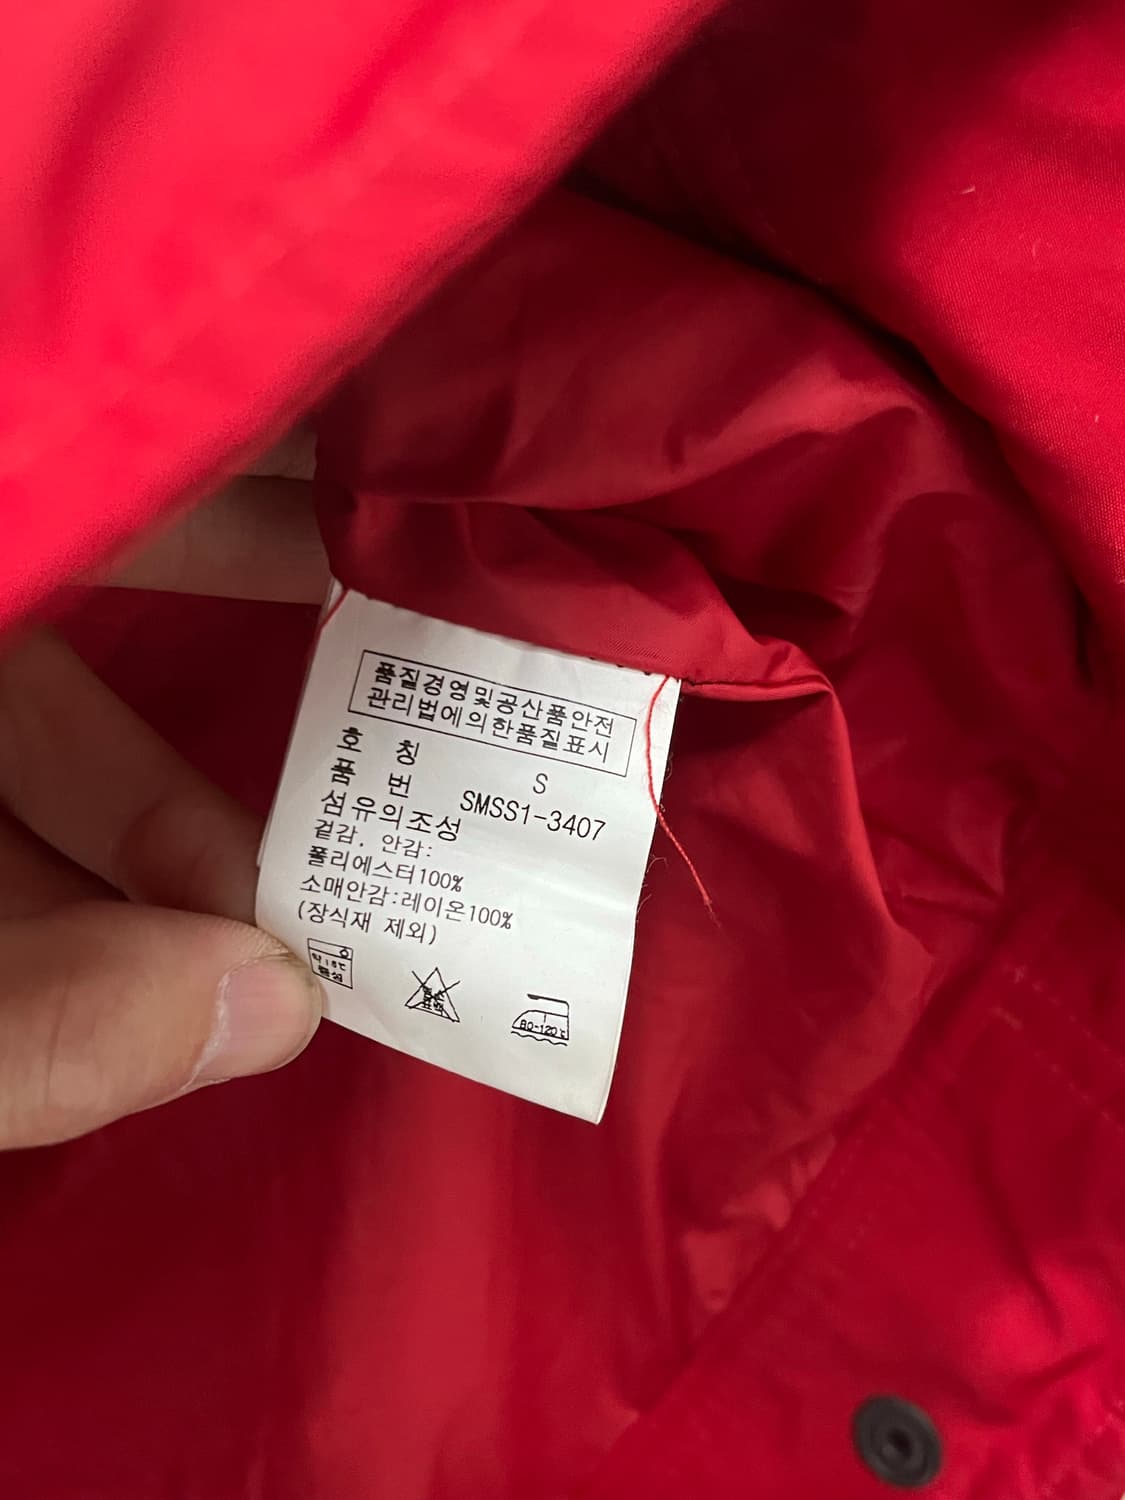 품질경영및공산품안전
관리법에의한품질표시
호 칭 S
품 번 SMSS1-3407
섬유의조성
겉감, 안감:
폴리에스터100%
소매안감:레이온100%
(장식재 제외)
80-120℃